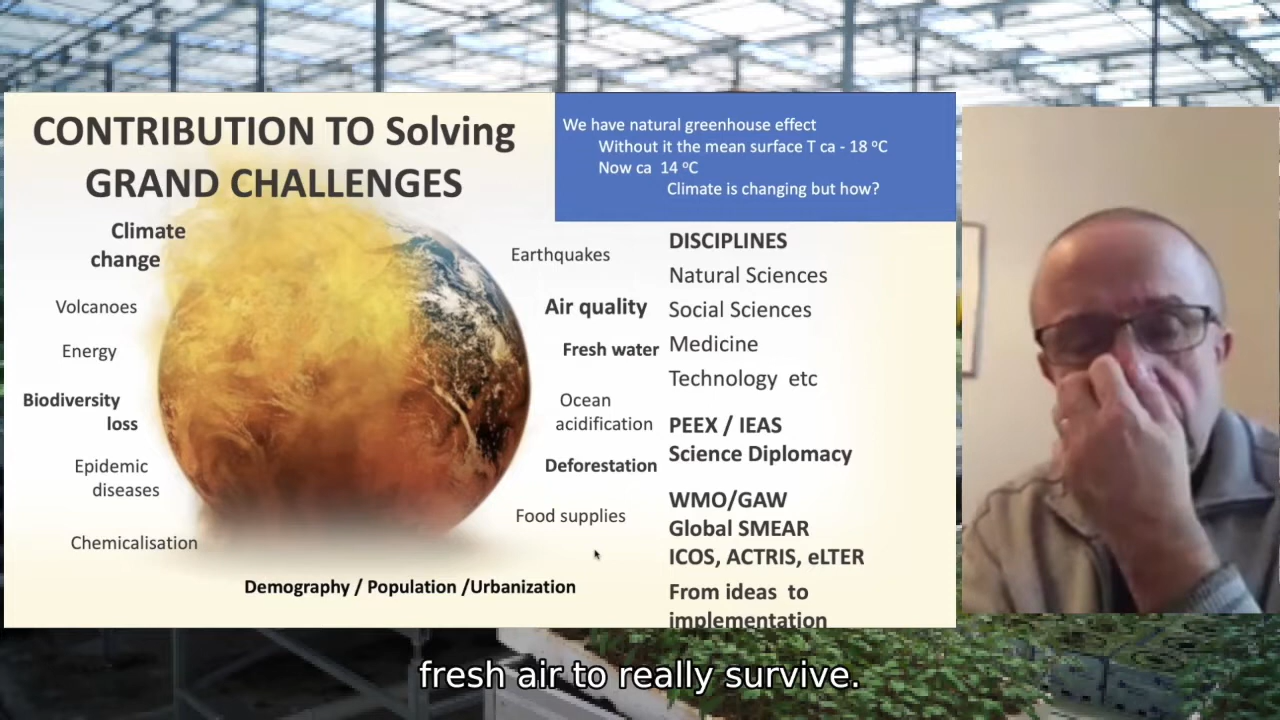 CONTRIBUTION TO Solving
GRAND CHALLENGES
We have natural greenhouse effect
Without it the mean surface T ca - 18 ºC
Now ca 14 ºC
Climate is changing but how?
Climate
change
Volcanoes
Energy
Biodiversity
loss
Epidemic
diseases
Chemicalisation
Demography / Population /Urbanization
Earthquakes
Air quality
Fresh water
Ocean
acidification
Deforestation
Food supplies
DISCIPLINES
Natural Sciences
Social Sciences
Medicine
Technology etc
PEEX / IEAS
Science Diplomacy
WMO/GAW
Global SMEAR
ICOS, ACTRIS, eLTER
From ideas to
implementation
fresh air to really survive.